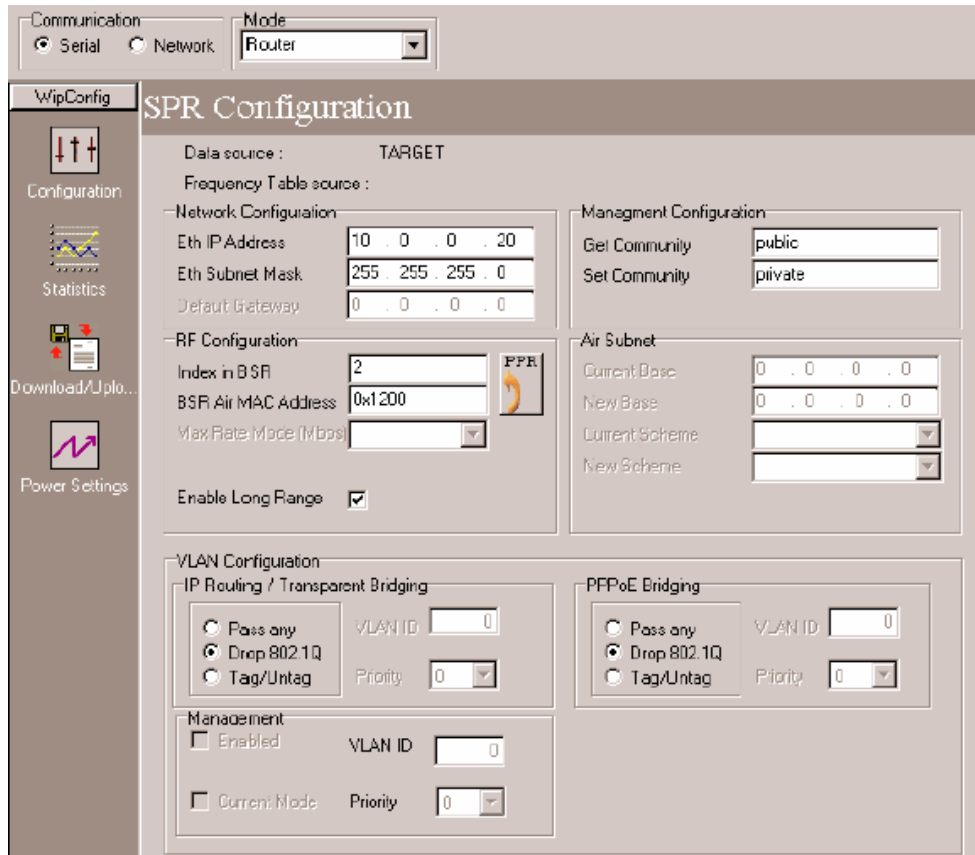 Communication
Serial
Network
Mode
Router
WipConfig
Configuration
Statistics
Download/Uplo...
Power Settings
SPR Configuration
Data source :
TARGET
Frequency Table source :
Network Configuration
Eth IP Address
10 . 0 . 0 . 20
Eth Subnet Mask
255 . 255 . 255 . 0
Default Gateway
0 . 0 . 0 . 0
Managment Configuration
Get Community
public
Set Community
private
RF Configuration
Index in BSR
2
BSR Air MAC Address
0x1200
PPR
Max Rate Mode (Mbps)
Enable Long Range
Air Subnet
Current Base
0 . 0 . 0 . 0
New Base
0 . 0 . 0 . 0
Current Scheme
New Scheme
VLAN Configuration
IP Routing / Transparent Bridging
Pass any
Drop 802.1Q
Tag/Untag
VLAN ID
0
Priority
0
PPPoE Bridging
Pass any
Drop 802.1Q
Tag/Untag
VLAN ID
0
Priority
0
Management
Enabled
VLAN ID
0
Current Mode
Priority
0